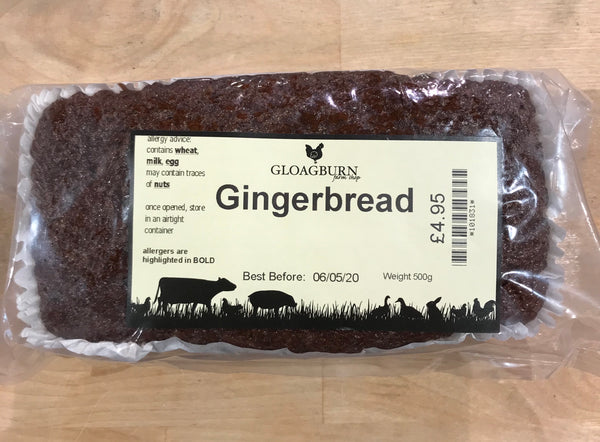 allergy advice:
contains wheat,
milk, egg
may contain traces
of nuts
once opened, store
in an airtight
container
allergens are
highlighted in BOLD
GLOAGBURN
farm shop
Gingerbread
£4.95
*101831*
Best Before: 06/05/20
Weight 500g